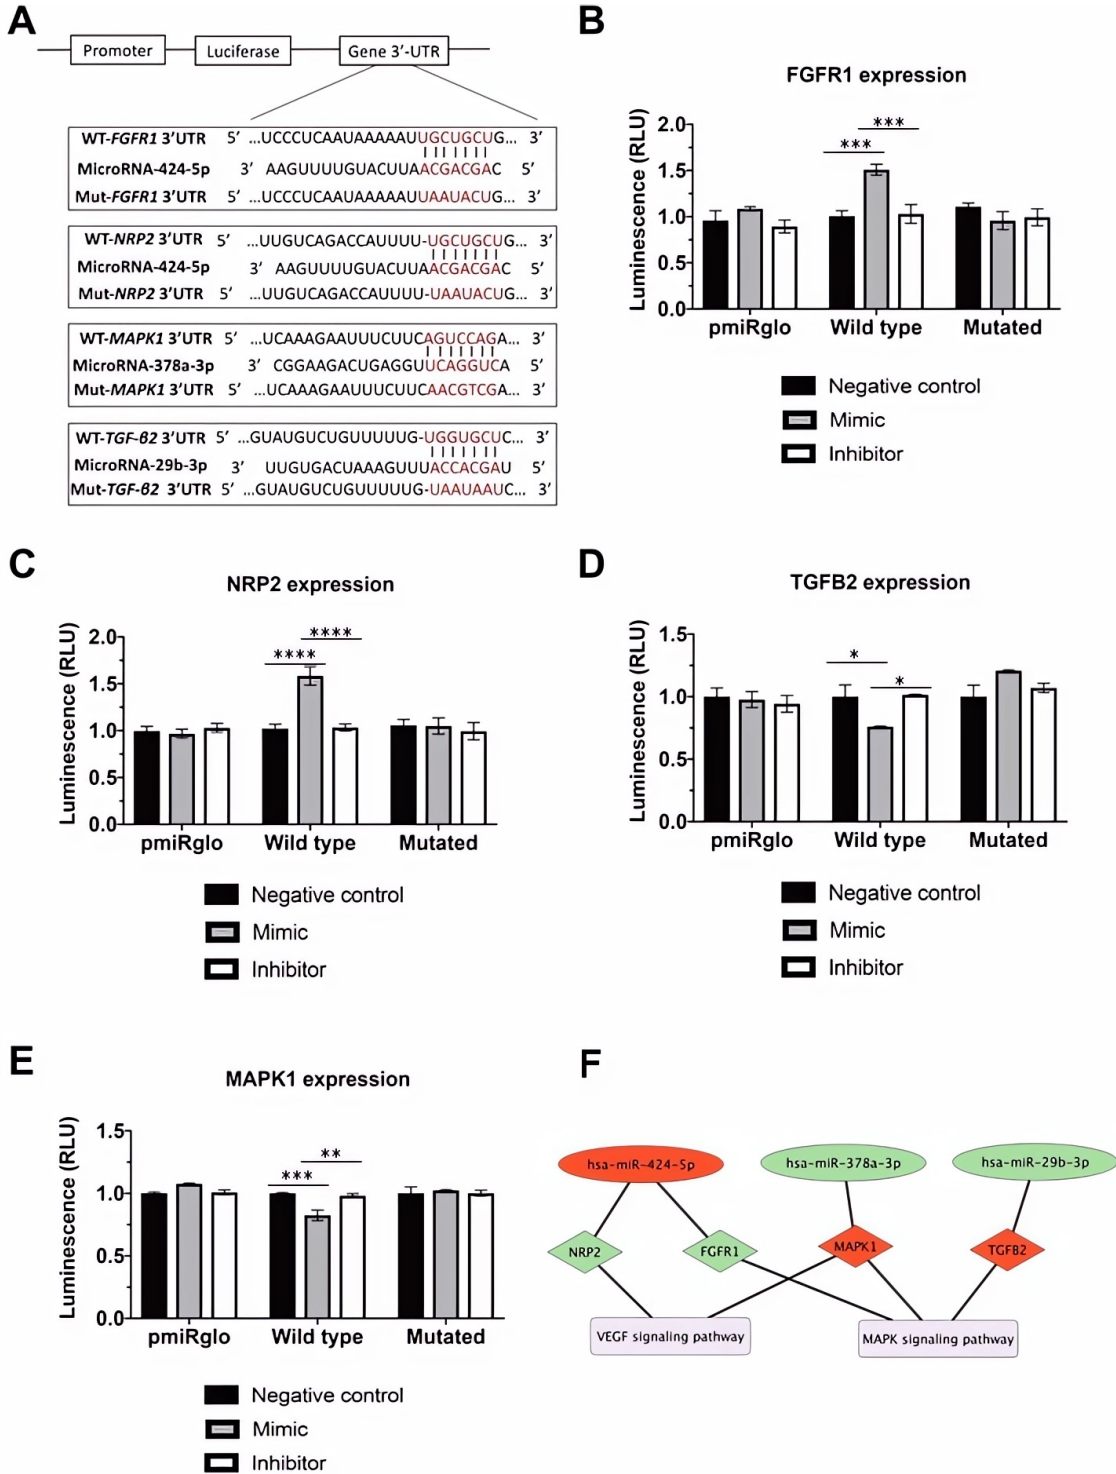 A
Promoter Luciferase Gene 3’-UTR
WT-FGFR1 3’UTR 5’ ...UCCCUCAAUAAAAAUUGCUGCUG... 3’
MicroRNA-424-5p 3’ AAGUUUUGUACUUAACGACGAC 5’
Mut-FGFR1 3’UTR 5’ ...UCCCUCAAUAAAAAUUAAUACUG... 3’
WT-NRP2 3’UTR 5’ ...UUGUCAGACCAUUUU-UGCUGCUG... 3’
MicroRNA-424-5p 3’ AAGUUUUGUACUUAACGACGAC 5’
Mut-NRP2 3’UTR 5’ ...UUGUCAGACCAUUUU-UAAUACUG... 3’
WT-MAPK1 3’UTR 5’ ...UCAAAGAAUUUCUUCAGUCCAGA... 3’
MicroRNA-378a-3p 3’ CGGAAGACUGAGGUUCAGGUCA 5’
Mut-MAPK1 3’UTR 5’ ...UCAAAGAAUUUCUUCAACGTCGA... 3’
WT-TGF-β2 3’UTR 5’ ...GUAUGUCUGUUUUUG-UGGUGCUC... 3’
MicroRNA-29b-3p 3’ UUGUGACUAAAGUUUACCACGAU 5’
Mut-TGF-β2 3’UTR 5’ ...GUAUGUCUGUUUUUG-UAAUAAUC... 3’
B
FGFR1 expression
Luminescence (RLU)
2.0
1.5
1.0
0.5
0.0
***
***
pmiRglo Wild type Mutated
Negative control
Mimic
Inhibitor
C
NRP2 expression
Luminescence (RLU)
2.0
1.5
1.0
0.5
0.0
****
****
pmiRglo Wild type Mutated
Negative control
Mimic
Inhibitor
D
TGFB2 expression
Luminescence (RLU)
1.5
1.0
0.5
0.0
*
*
pmiRglo Wild type Mutated
Negative control
Mimic
Inhibitor
E
MAPK1 expression
Luminescence (RLU)
1.5
1.0
0.5
0.0
**
***
pmiRglo Wild type Mutated
Negative control
Mimic
Inhibitor
F
hsa-miR-424-5p hsa-miR-378a-3p hsa-miR-29b-3p
NRP2 FGFR1 MAPK1 TGFB2
VEGF signaling pathway MAPK signaling pathway